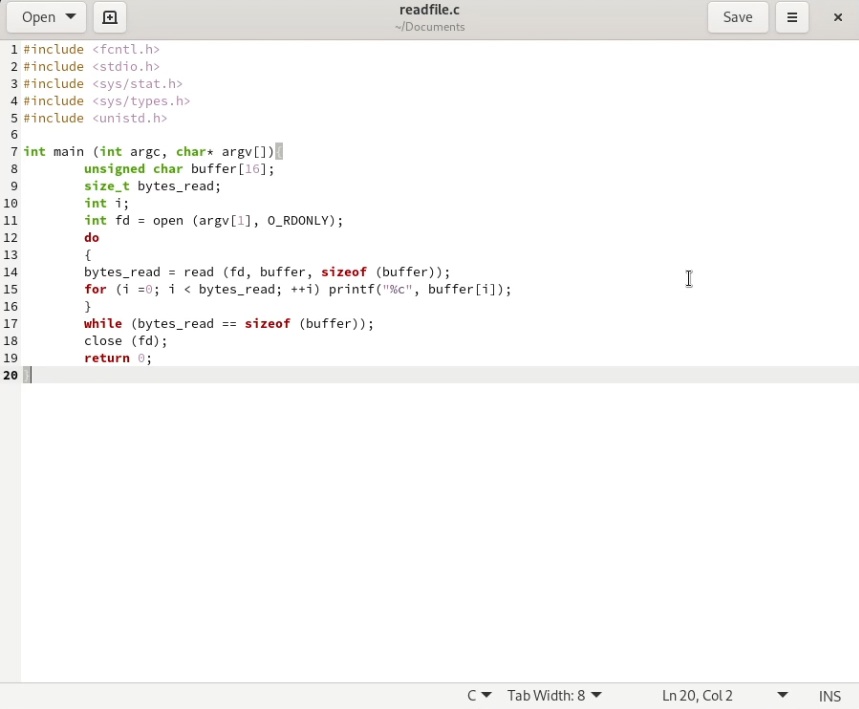 Open
readfile.c
~/Documents
Save
1 #include <fcntl.h>
2 #include <stdio.h>
3 #include <sys/stat.h>
4 #include <sys/types.h>
5 #include <unistd.h>
6
7 int main (int argc, char* argv[]){
8 unsigned char buffer[16];
9 size_t bytes_read;
10 int i;
11 int fd = open (argv[1], O_RDONLY);
12 do
13 {
14 bytes_read = read (fd, buffer, sizeof (buffer));
15 for (i =0; i < bytes_read; ++i) printf("%c", buffer[i]);
16 }
17 while (bytes_read == sizeof (buffer));
18 close (fd);
19 return 0;
20 }
C Tab Width: 8 Ln 20, Col 2 INS